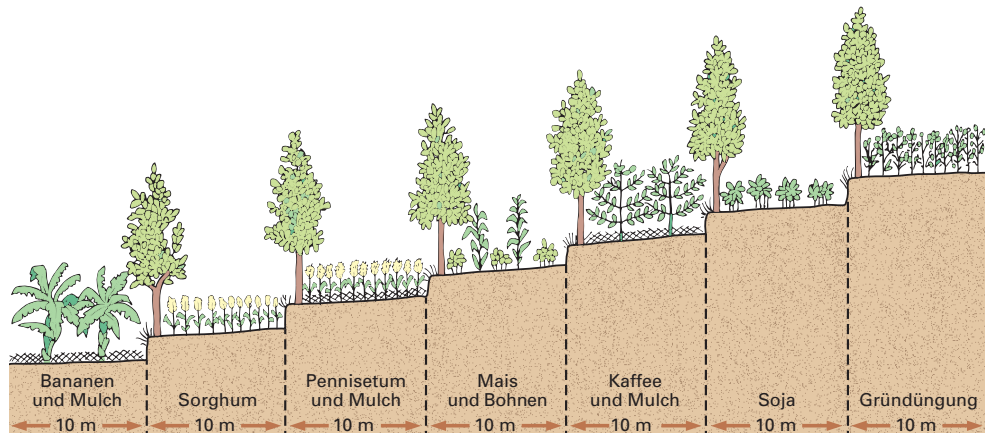 Bananen
und Mulch
Sorghum
Pennisetum
und Mulch
Mais
und Bohnen
Kaffee
und Mulch
Soja
Gründüngung
10 m
10 m
10 m
10 m
10 m
10 m
10 m